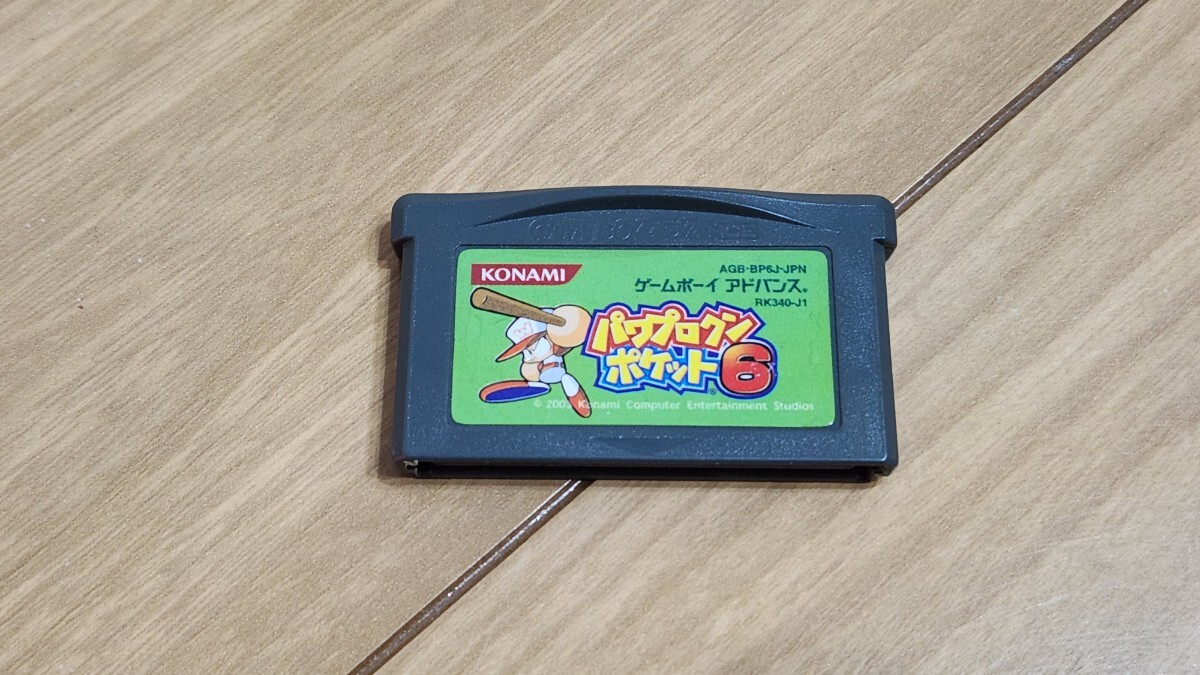 GAME BOY ADVANCE
KONAMI
AGB-BP6J-JPN
ゲームボーイ アドバンス®
RK340-J1
パワプロクン
ポケット6®
© 2003 Konami Computer Entertainment Studios